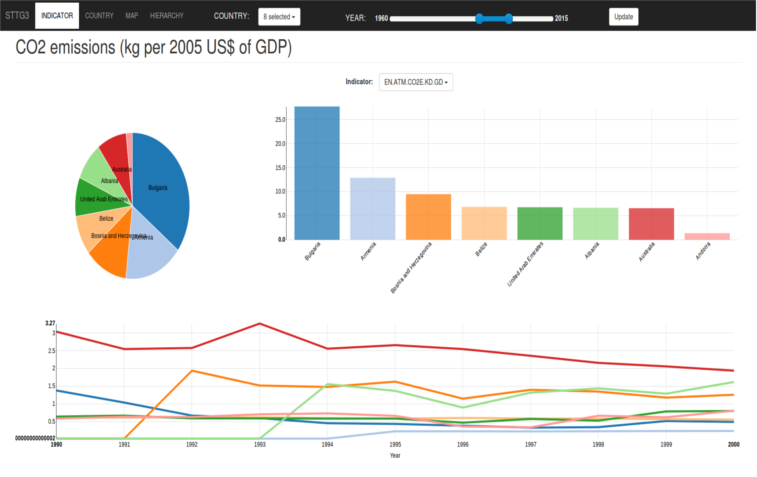 STTG3 INDICATOR COUNTRY MAP HIERARCHY COUNTRY: 8 selected YEAR: 1960 2015 Update
CO2 emissions (kg per 2005 US$ of GDP)
Indicator: EN.ATM.CO2E.KD.GD
Australia
Albania
Bulgaria
United Arab Emirates
Belize
Bosnia and Herzegovina
Armenia
25.0
20.0
15.0
10.0
5.0
0.0
Bulgaria
Armenia
Bosnia and Herzegovina
Belize
United Arab Emirates
Albania
Australia
Andorra
3.27
3
2.5
2
1.5
1
0.5
00000000000000002
1990 1991 1992 1993 1994 1995 1996 1997 1998 1999 2000
Year